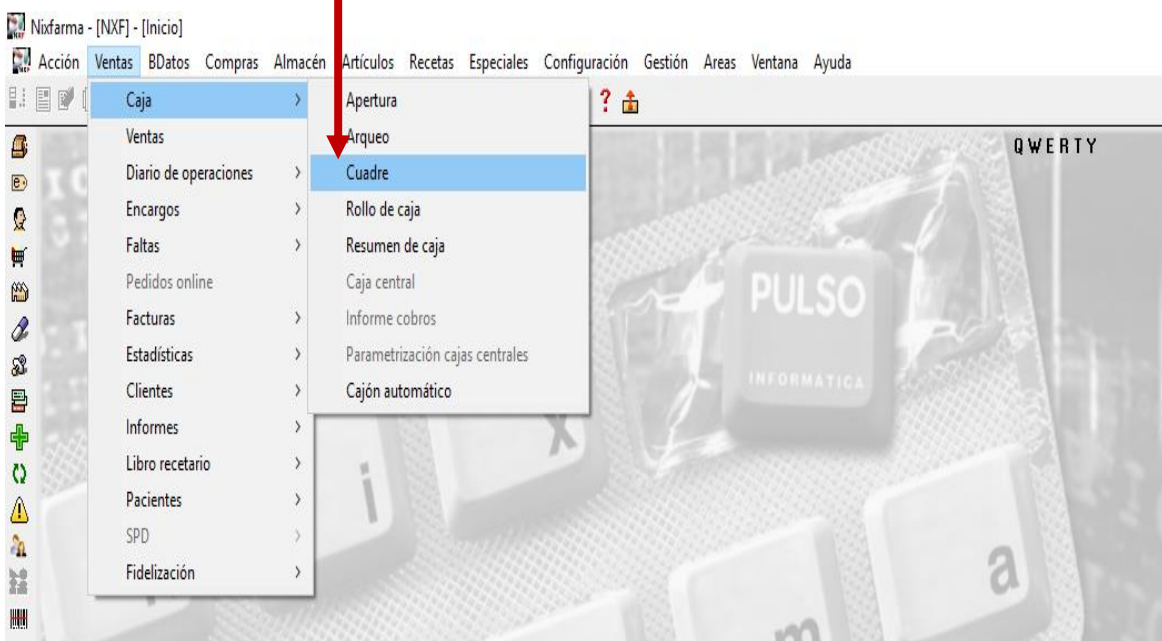 Nixfarma - [NXF] - [Inicio]
Acción Ventas BDatos Compras Almacén Artículos Recetas Especiales Configuración Gestión Areas Ventana Ayuda
Caja
Ventas
Diario de operaciones
Encargos
Faltas
Pedidos online
Facturas
Estadísticas
Clientes
Informes
Libro recetario
Pacientes
SPD
Fidelización
Apertura
Arqueo
Cuadre
Rollo de caja
Resumen de caja
Caja central
Informe cobros
Parametrización cajas centrales
Cajón automático
QWERTY
PULSO
INFORMATICA
i
x
a
m